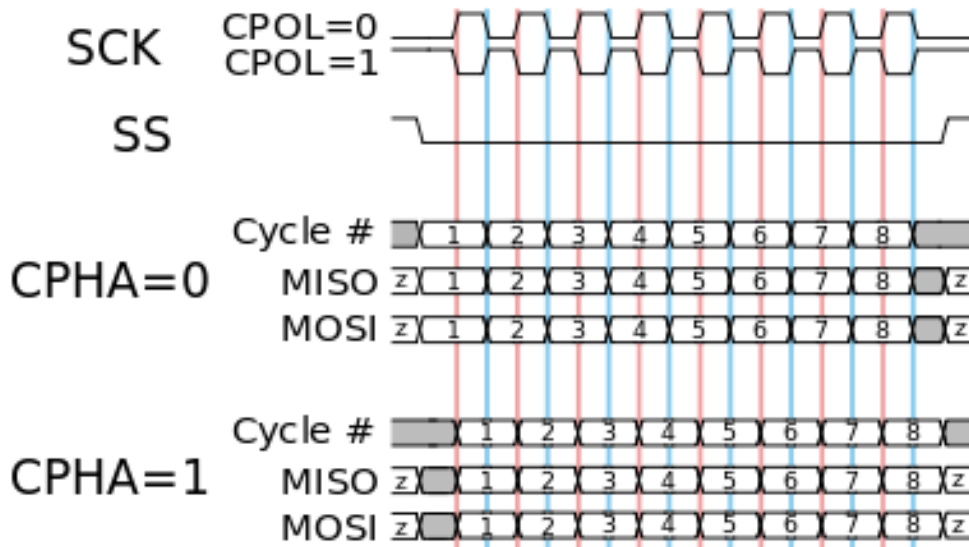 SCK CPOL=0
CPOL=1
SS
Cycle # 1 2 3 4 5 6 7 8
CPHA=0 MISO z 1 2 3 4 5 6 7 8 z
MOSI z 1 2 3 4 5 6 7 8 z
Cycle # 1 2 3 4 5 6 7 8
CPHA=1 MISO z 1 2 3 4 5 6 7 8 z
MOSI z 1 2 3 4 5 6 7 8 z